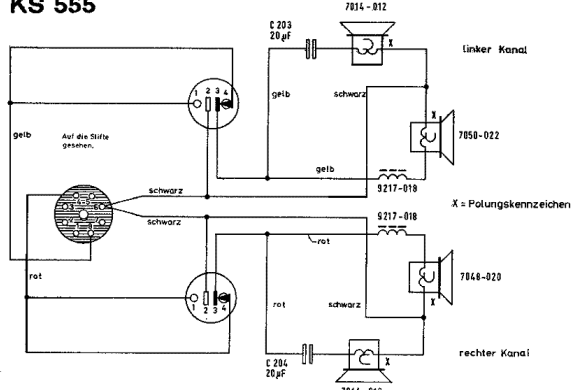 KS 555
7014-012
C 203
20µF
x
linker Kanal
1 2 3 4
gelb
schwarz
x
7050-022
gelb
Auf die Stifte
gesehen.
gelb
9217-018
schwarz
x = Polungskennzeichen
schwarz
9217-018
rot
7048-020
rot
1 2 3 4
rot
schwarz
x
C 204
20µF
x
rechter Kanal